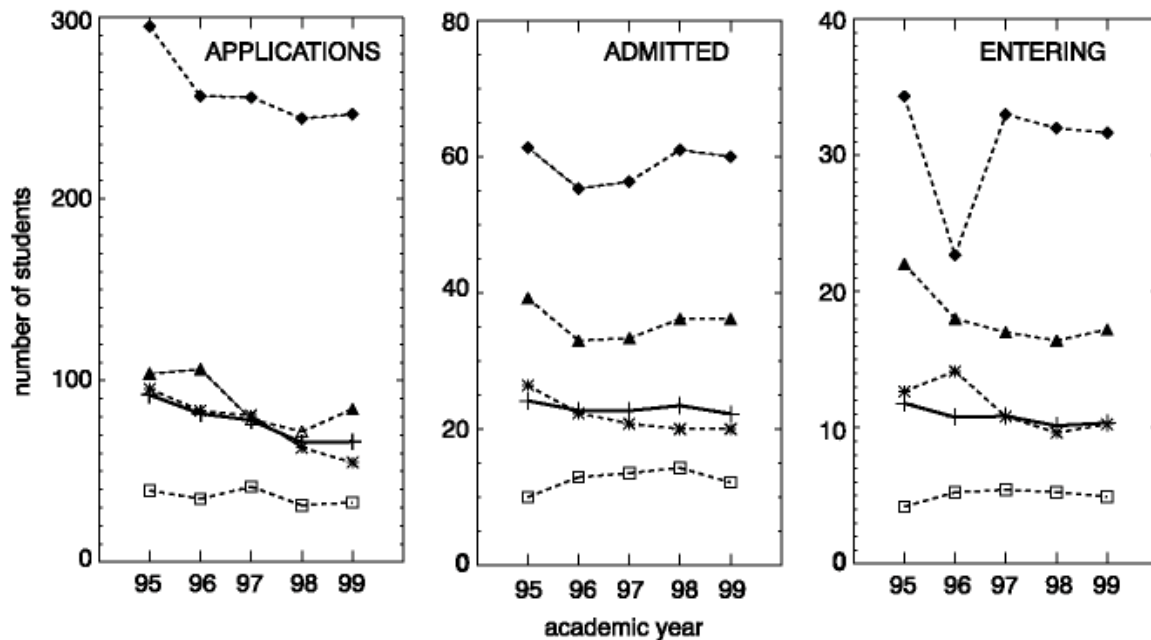 APPLICATIONS
300
200
100
0
95 96 97 98 99
ADMITTED
80
60
40
20
0
95 96 97 98 99
ENTERING
40
30
20
10
0
95 96 97 98 99
number of students
academic year